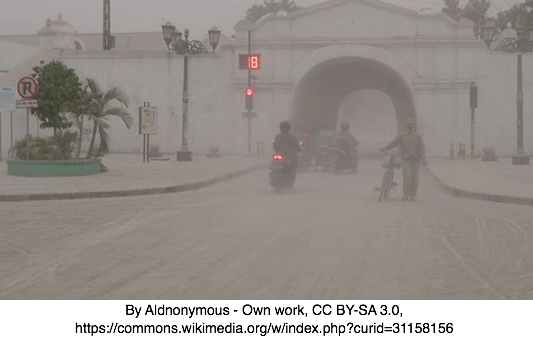 18
By Aldnonymous - Own work, CC BY-SA 3.0,
https://commons.wikimedia.org/w/index.php?curid=31158156